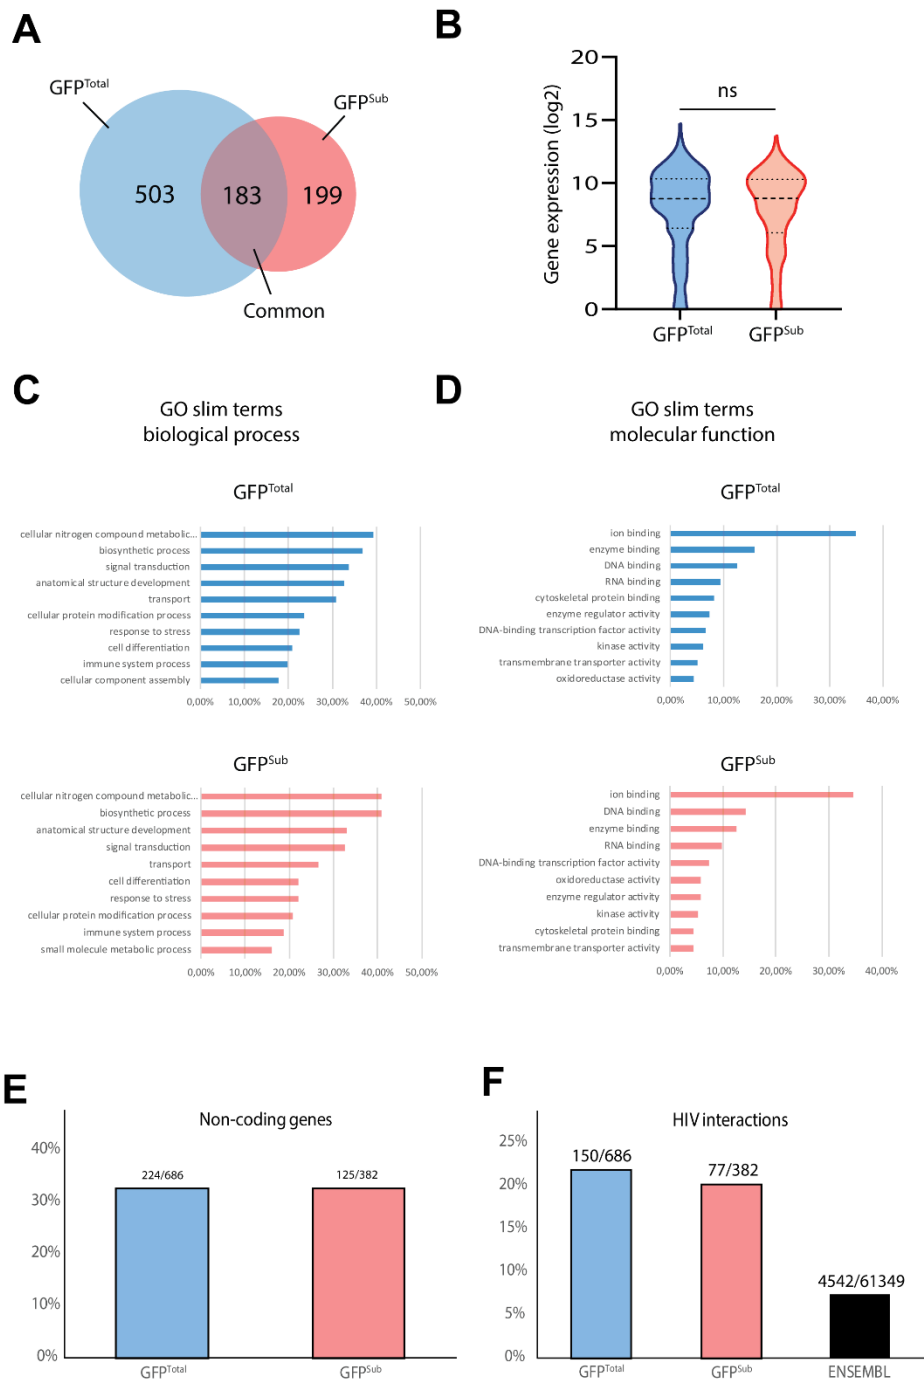 A
GFPTotal
GFPSub
503
183
199
Common
B
Gene expression (log2)
20
15
10
5
0
ns
GFPTotal
GFPSub
C
GO slim terms
biological process
GFPTotal
cellular nitrogen compound metabolic...
biosynthetic process
signal transduction
anatomical structure development
transport
cellular protein modification process
response to stress
cell differentiation
immune system process
cellular component assembly
0,00% 10,00% 20,00% 30,00% 40,00% 50,00%
GFPSub
cellular nitrogen compound metabolic...
biosynthetic process
anatomical structure development
signal transduction
transport
cell differentiation
response to stress
cellular protein modification process
immune system process
small molecule metabolic process
0,00% 10,00% 20,00% 30,00% 40,00% 50,00%
D
GO slim terms
molecular function
GFPTotal
ion binding
enzyme binding
DNA binding
RNA binding
cytoskeletal protein binding
enzyme regulator activity
DNA-binding transcription factor activity
kinase activity
transmembrane transporter activity
oxidoreductase activity
0,00% 10,00% 20,00% 30,00% 40,00%
GFPSub
ion binding
DNA binding
enzyme binding
RNA binding
DNA-binding transcription factor activity
oxidoreductase activity
enzyme regulator activity
kinase activity
cytoskeletal protein binding
transmembrane transporter activity
0,00% 10,00% 20,00% 30,00% 40,00%
E
Non-coding genes
40%
30%
20%
10%
0%
224/686
125/382
GFPTotal
GFPSub
F
HIV interactions
25%
20%
15%
10%
5%
0%
150/686
77/382
4542/61349
GFPTotal
GFPSub
ENSEMBL